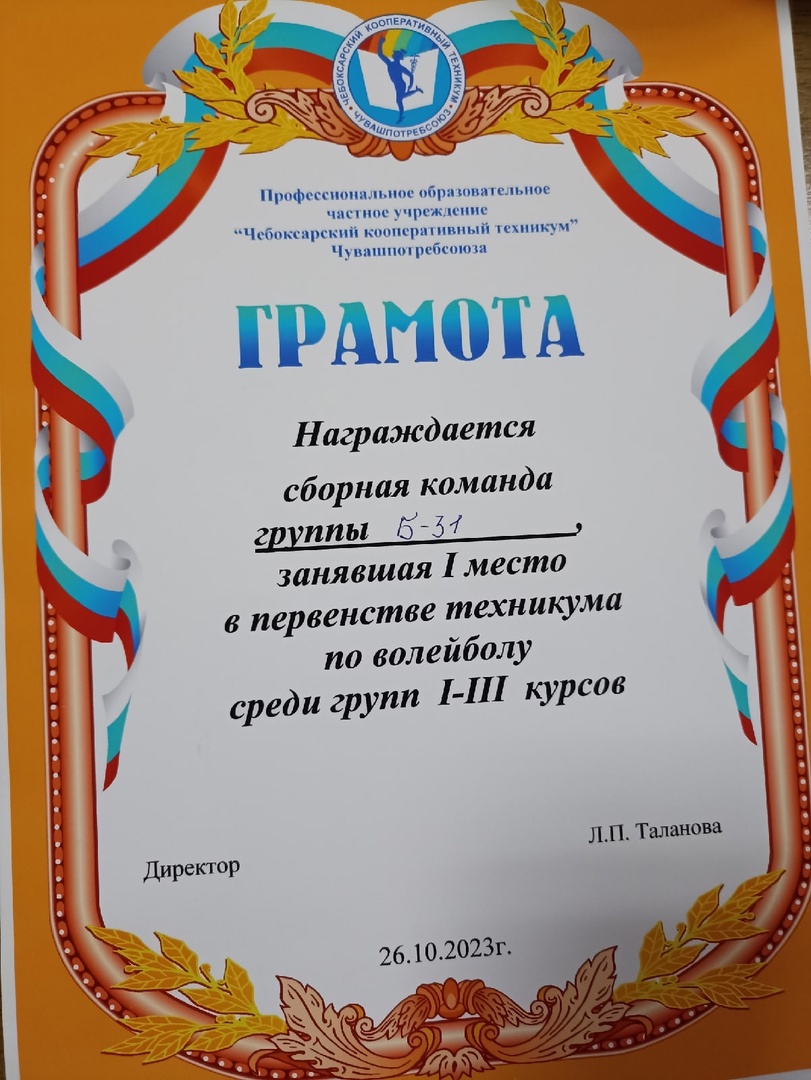 ЧЕБОКСАРСКИЙ КООПЕРАТИВНЫЙ ТЕХНИКУМ
• ЧУВАШПОТРЕБСОЮЗ •
Профессиональное образовательное
частное учреждение
“Чебоксарский кооперативный техникум”
Чувашпотребсоюза
ГРАМОТА
Награждается
сборная команда
группы Б-31,
занявшая I место
в первенстве техникума
по волейболу
среди групп I-III курсов
Директор
Л.П. Таланова
26.10.2023г.